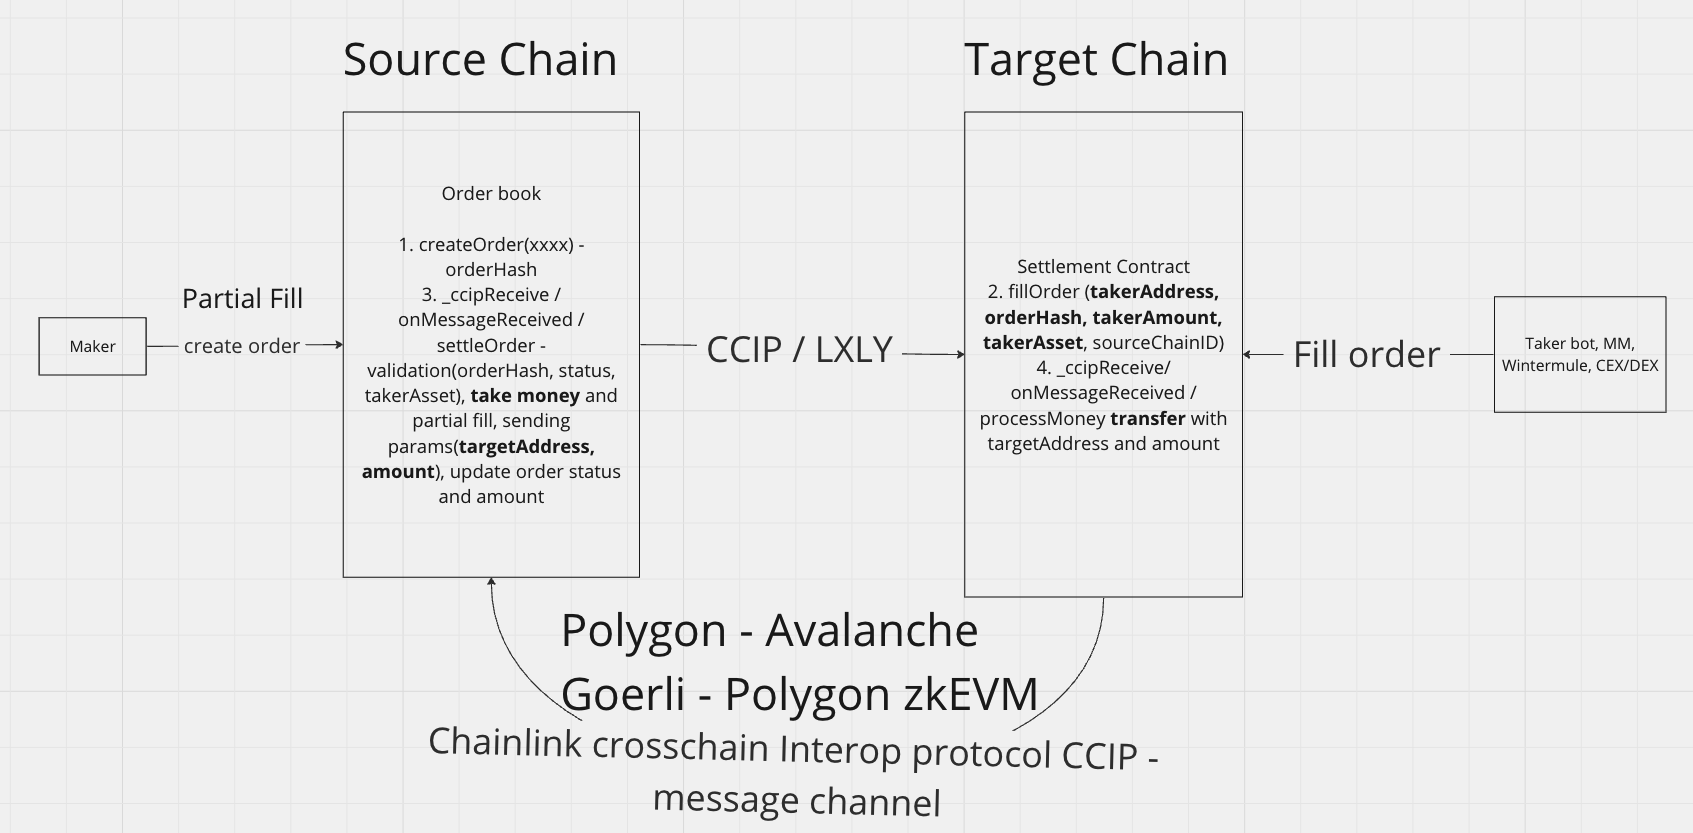 Source Chain
Target Chain
Order book
1. createOrder(xxxx) -
orderHash
3. _ccipReceive /
onMessageReceived /
settleOrder -
validation(orderHash, status,
takerAsset), take money and
partial fill, sending
params(targetAddress,
amount), update order status
and amount
Settlement Contract
2. fillOrder (takerAddress,
orderHash, takerAmount,
takerAsset, sourceChainID)
4. _ccipReceive/
onMessageReceived /
processMoney transfer with
targetAddress and amount
Partial Fill
Maker
create order
CCIP / LXLY
Fill order
Taker bot, MM,
Wintermule, CEX/DEX
Polygon - Avalanche
Goerli - Polygon zkEVM
Chainlink crosschain Interop protocol CCIP -
message channel